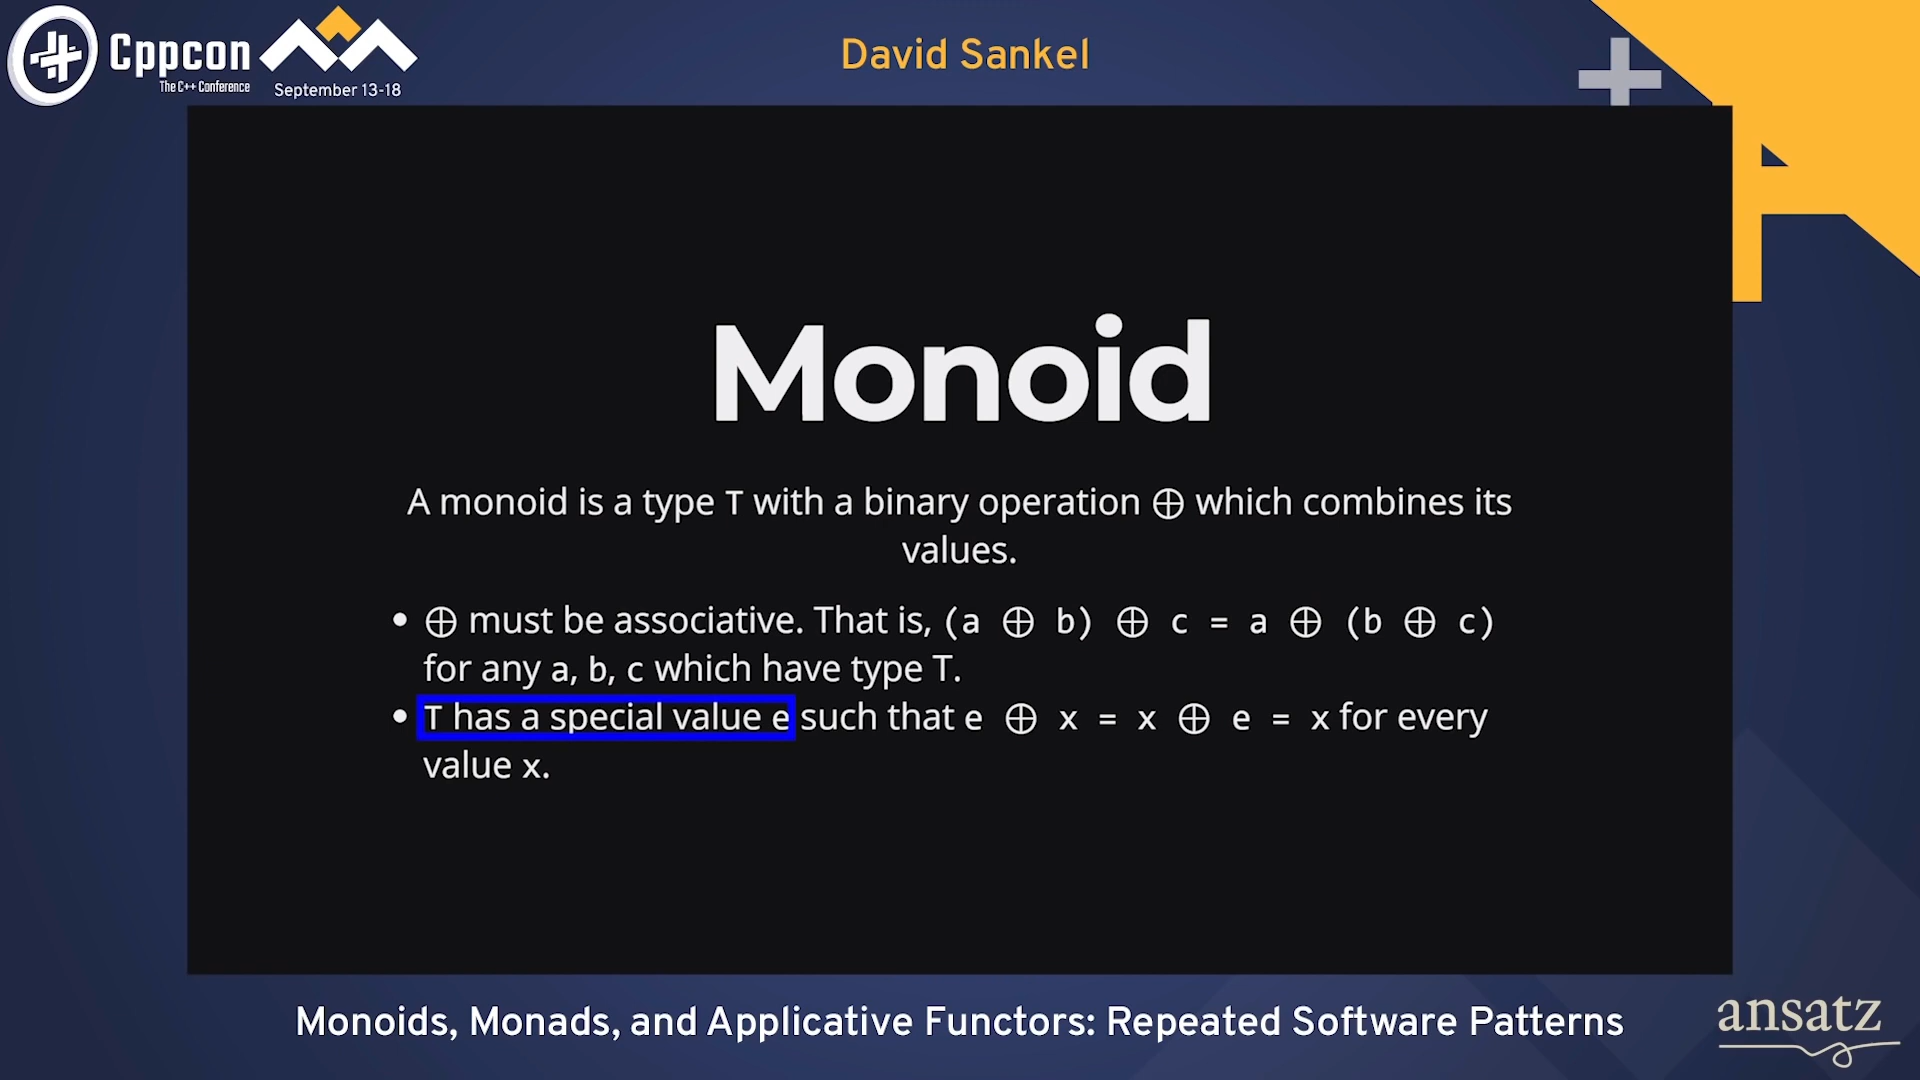 Cppcon
The C++ Conference
September 13-18
David Sankel
Monoid
A monoid is a type T with a binary operation ⊕ which combines its
values.
• ⊕ must be associative. That is, (a ⊕ b) ⊕ c = a ⊕ (b ⊕ c)
for any a, b, c which have type T.
• T has a special value e such that e ⊕ x = x ⊕ e = x for every
value x.
Monoids, Monads, and Applicative Functors: Repeated Software Patterns
ansatz